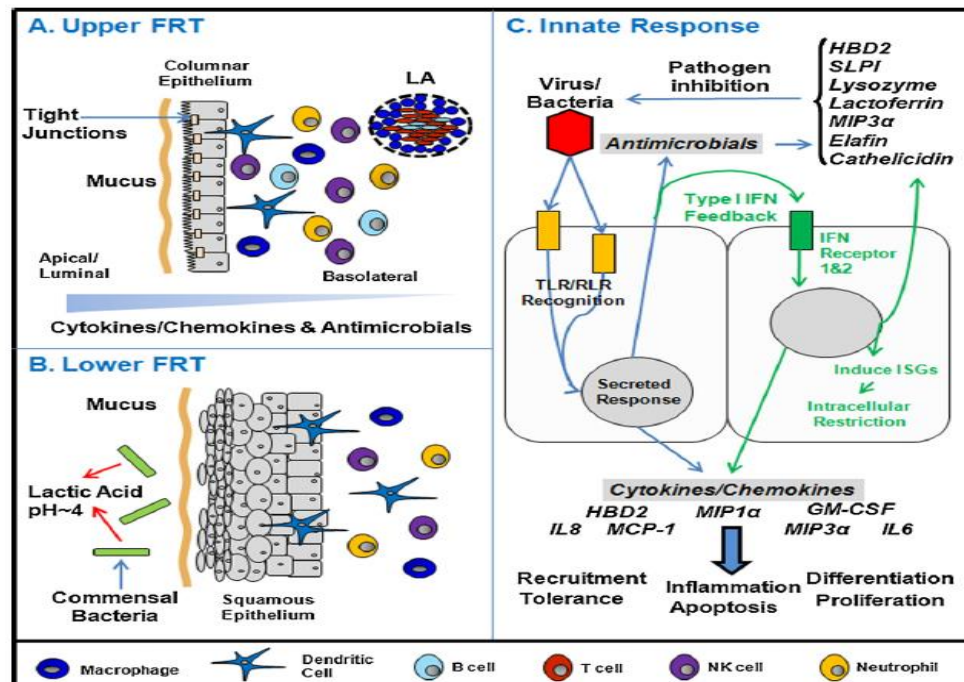 A. Upper FRT
Columnar
Epithelium
LA
Tight
Junctions
Mucus
Apical/
Luminal
Basolateral
Cytokines/Chemokines & Antimicrobials
B. Lower FRT
Mucus
Lactic Acid
pH~4
Commensal
Bacteria
Squamous
Epithelium
C. Innate Response
Virus/
Bacteria
Pathogen
inhibition
HBD2
SLPI
Lysozyme
Lactoferrin
MIP3α
Elafin
Cathelicidin
Antimicrobials
Type I IFN
Feedback
IFN
Receptor
1&2
TLR/RLR
Recognition
Secreted
Response
Induce ISGs
Intracellular
Restriction
Cytokines/Chemokines
HBD2 MIP1α GM-CSF
IL8 MCP-1 MIP3α IL6
Recruitment
Tolerance
Inflammation
Apoptosis
Differentiation
Proliferation
Macrophage
Dendritic
Cell
B cell
T cell
NK cell
Neutrophil